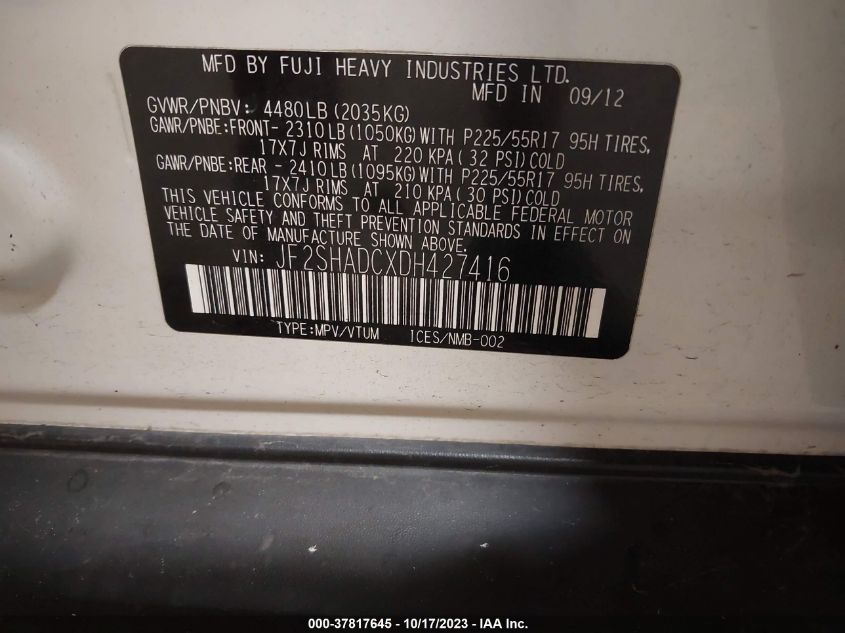 MFD BY FUJI HEAVY INDUSTRIES LTD.
MFD IN 09/12
GVWR/PNBV: 4480LB (2035KG)
GAWR/PNBE:FRONT- 2310LB (1050KG) WITH P225/55R17 95H TIRES,
17X7J RIMS AT 220 KPA ( 32 PSI) COLD
GAWR/PNBE:REAR - 2410LB (1095KG) WITH P225/55R17 95H TIRES,
17X7J RIMS AT 210 KPA ( 30 PSI) COLD
THIS VEHICLE CONFORMS TO ALL APPLICABLE FEDERAL MOTOR
VEHICLE SAFETY AND THEFT PREVENTION STANDARDS IN EFFECT ON
THE DATE OF MANUFACTURE SHOWN ABOVE.
VIN: JF2SHADCXDH427416
TYPE:MPV/VTUM ICES/NMB-002
000-37817645 - 10/17/2023 - IAA Inc.